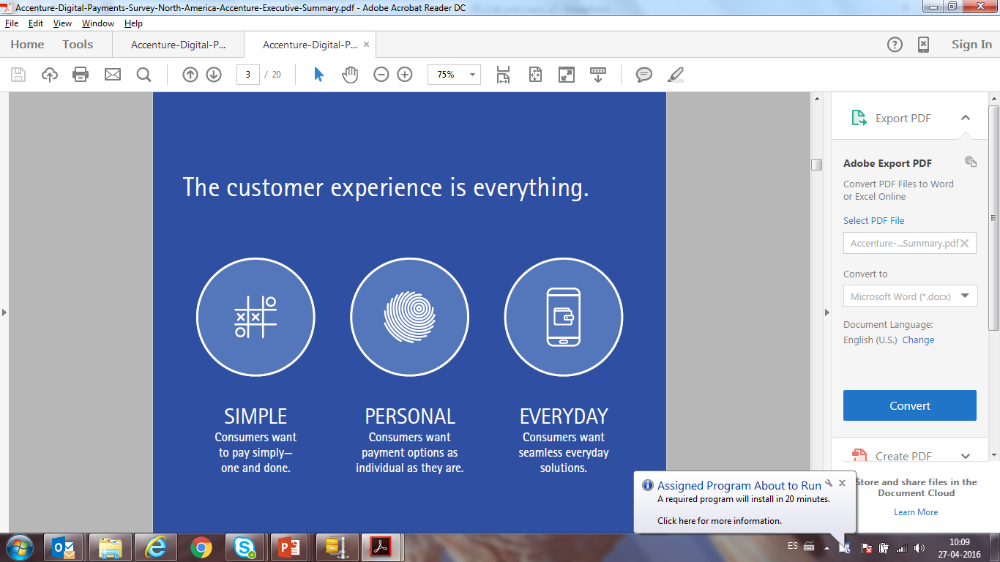 Accenture-Digital-Payments-Survey-North-America-Accenture-Executive-Summary.pdf - Adobe Acrobat Reader DC
File Edit View Window Help
Home Tools Accenture-Digital-P... Accenture-Digital-P... Sign In
3 / 20 75%
The customer experience is everything.
SIMPLE
Consumers want
to pay simply—
one and done.
PERSONAL
Consumers want
payment options as
individual as they are.
EVERYDAY
Consumers want
seamless everyday
solutions.
Export PDF
Adobe Export PDF
Convert PDF Files to Word
or Excel Online
Select PDF File
Accenture-...Summary.pdf
Convert to
Microsoft Word (*.docx)
Document Language:
English (U.S.) Change
Convert
Create PDF
Store and share files in the
Document Cloud
Learn More
Assigned Program About to Run
A required program will install in 20 minutes.
Click here for more information.
ES
10:09
27-04-2016